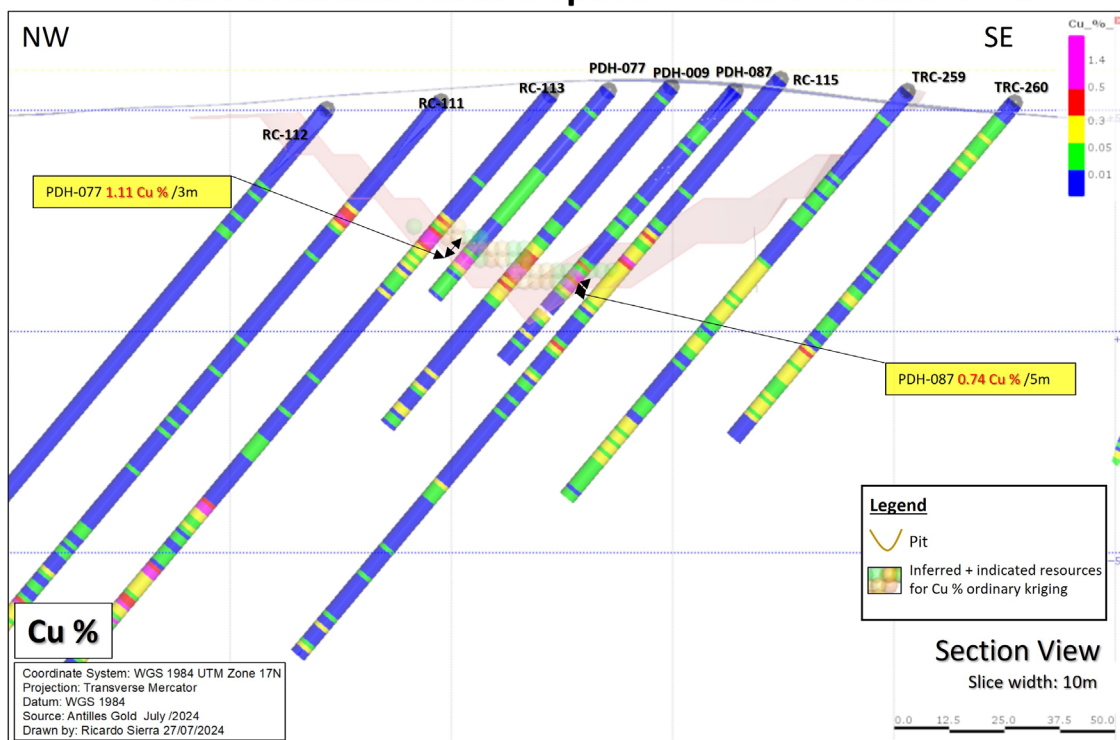 NW
SE
Cu_%_
1.4
0.5
0.3
0.05
0.01
PDH-077
PDH-009
PDH-087
RC-115
TRC-259
TRC-260
RC-113
RC-111
RC-112
PDH-077 1.11 Cu % /3m
PDH-087 0.74 Cu % /5m
Legend
Pit
Inferred + indicated resources
for Cu % ordinary kriging
Cu %
Section View
Slice width: 10m
Coordinate System: WGS 1984 UTM Zone 17N
Projection: Transverse Mercator
Datum: WGS 1984
Source: Antilles Gold July /2024
Drawn by: Ricardo Sierra 27/07/2024
0.0 12.5 25.0 37.5 50.0